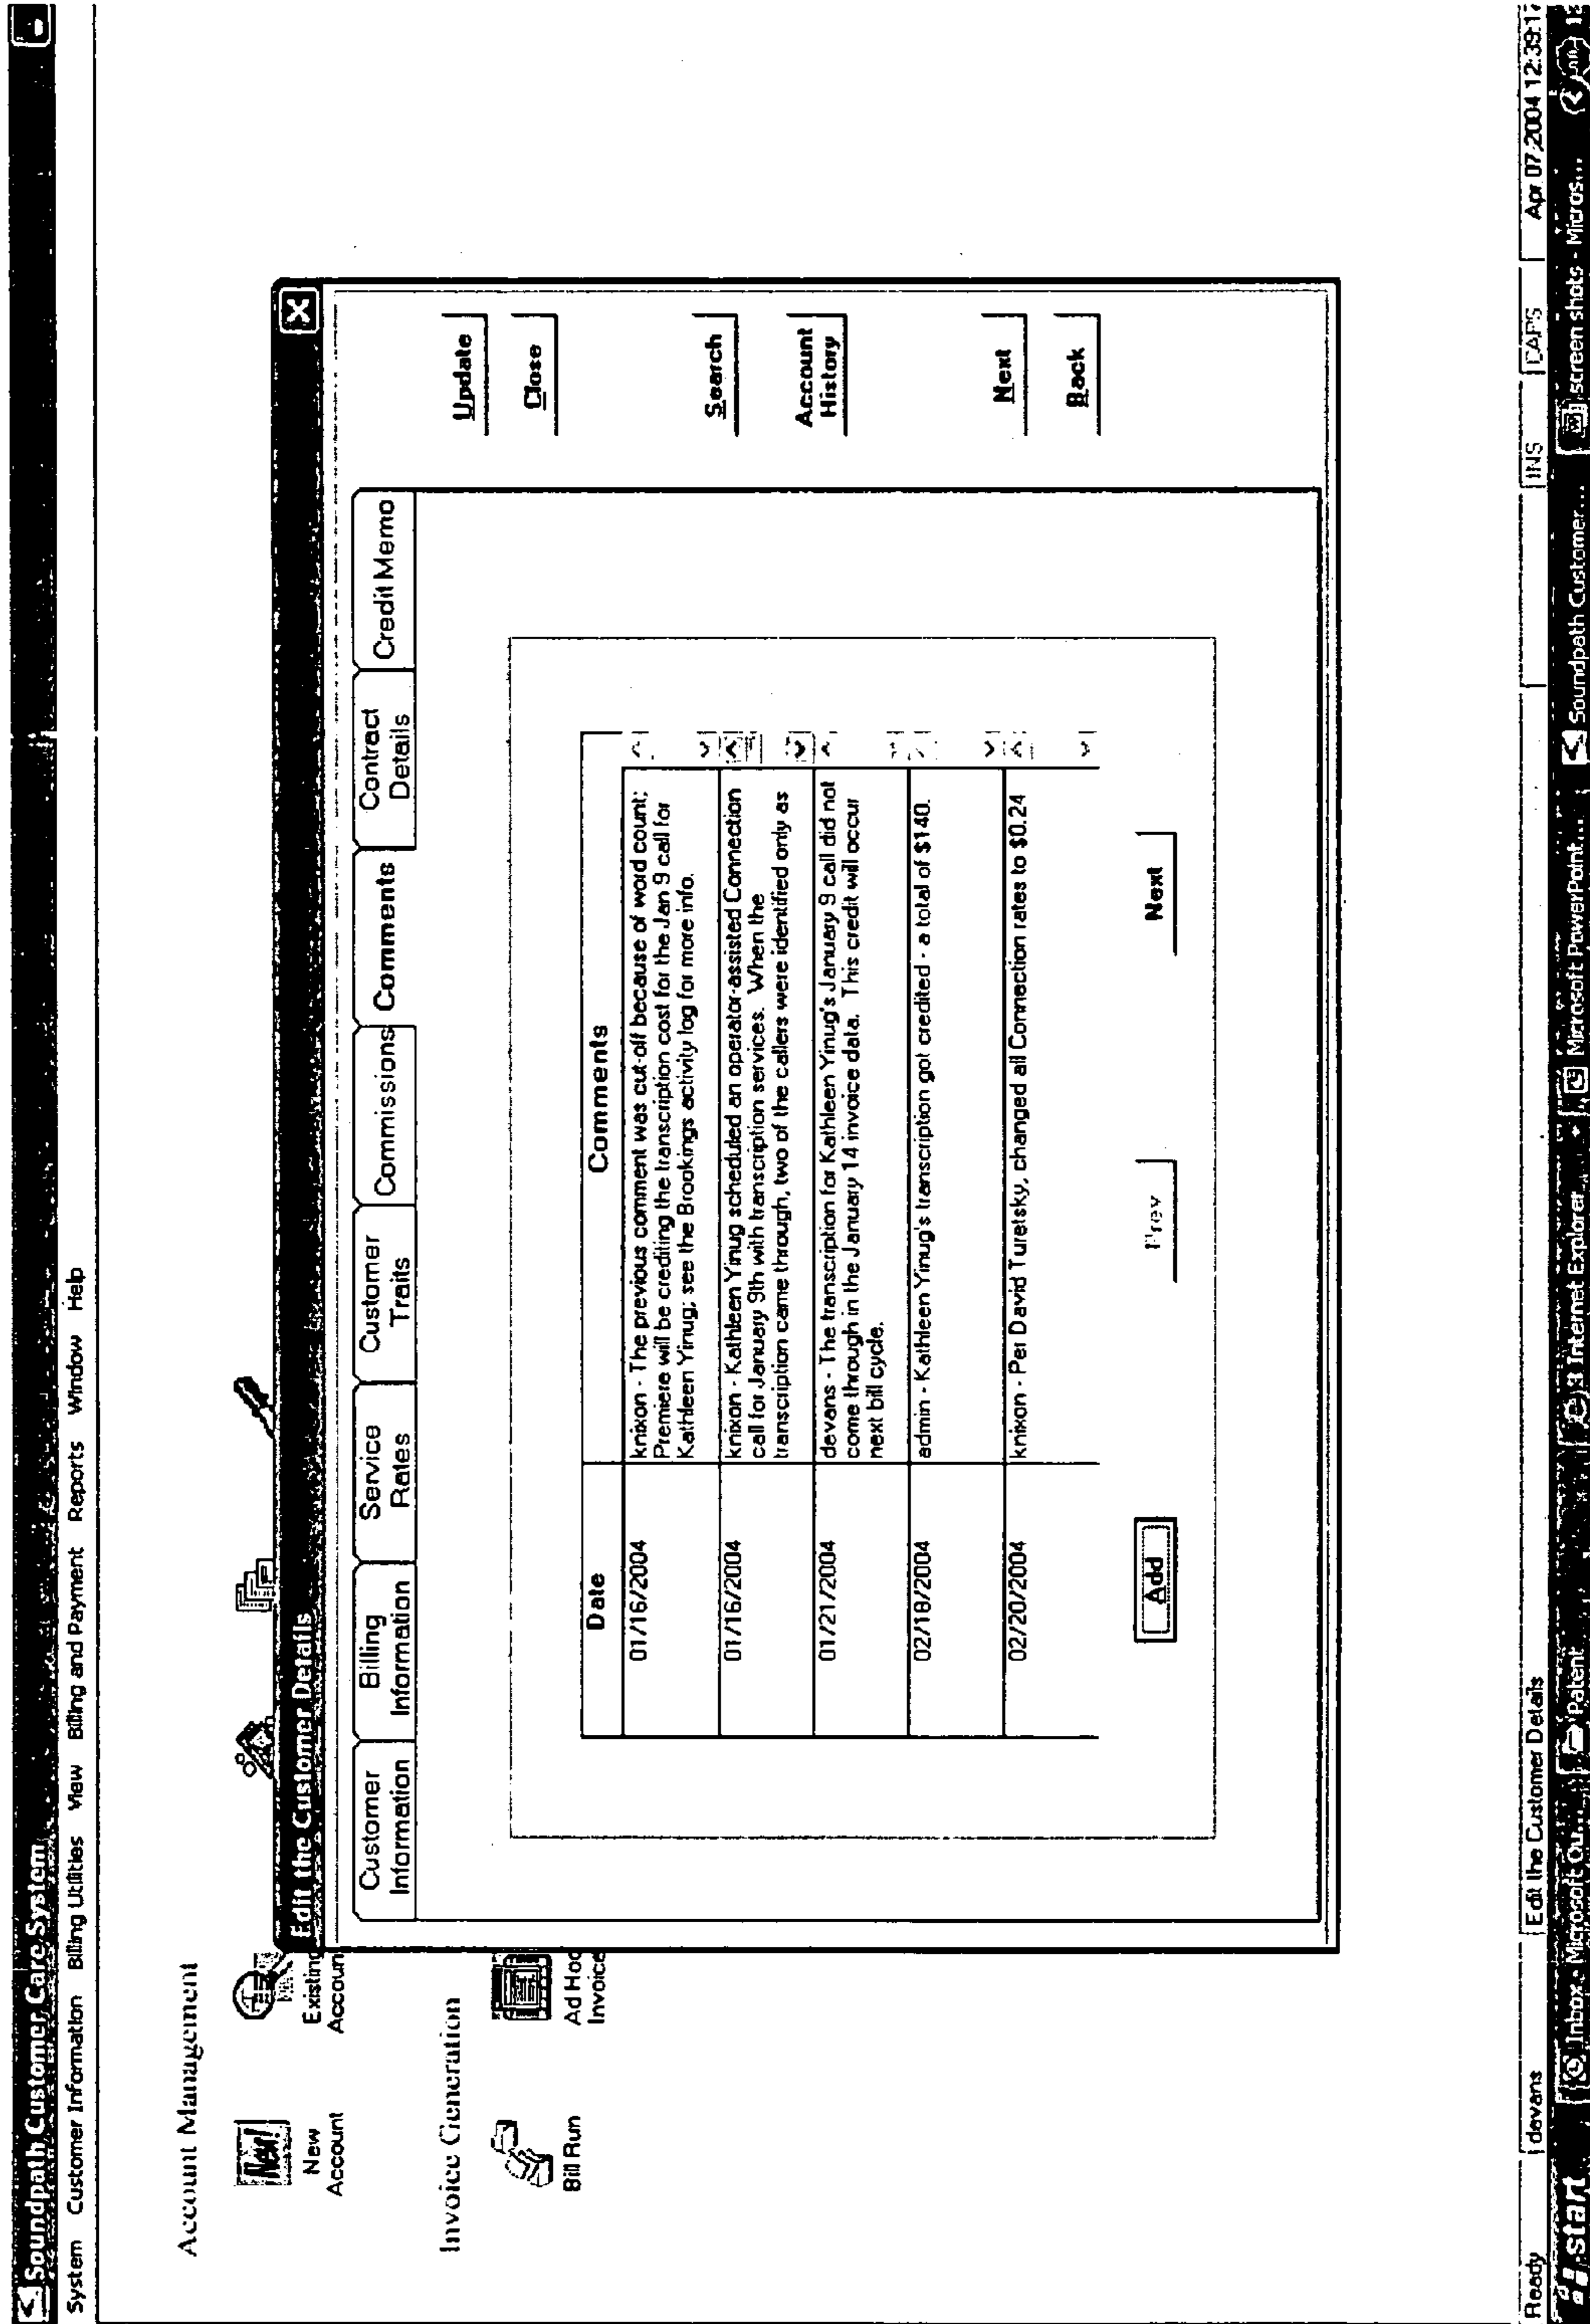 Soundpath Customer Care System
System Customer Information Billing Utilities View Billing and Payment Reports Window Help
Account Management
New Account
Existing Accoun
Invoice Generation
Bill Run
Ad Hoc Invoice
Edit the Customer Details
Customer Information
Billing Information
Service Rates
Customer Traits
Commissions
Comments
Contract Details
Credit Memo
Update
Close
Search
Account History
Next
Back
Date Comments
01/16/2004 knixon - The previous comment was cut-off because of word count;
Premiere will be crediting the transcription cost for the Jan 9 call for
Kathleen Yinug; see the Brookings activity log for more info.
01/16/2004 knixon - Kathleen Yinug scheduled an operator-assisted Connection
call for January 9th with transcription services. When the
transcription came through, two of the callers were identified only as
01/21/2004 devans - The transcription for Kathleen Yinug's January 9 call did not
come through in the January 14 invoice data. This credit will occur
next bill cycle.
02/18/2004 admin - Kathleen Yinug's transcription got credited - a total of $140.
02/20/2004 knixon - Per David Turetsky, changed all Connection rates to $0.24
Add Prev Next
Ready devans Edit the Customer Details INS CAPS Apr 07,2004 12:39:17
start Inbox - Microsoft Ou... Patent Internet Explorer Microsoft PowerPoint... Soundpath Customer... screen shots - Micros...